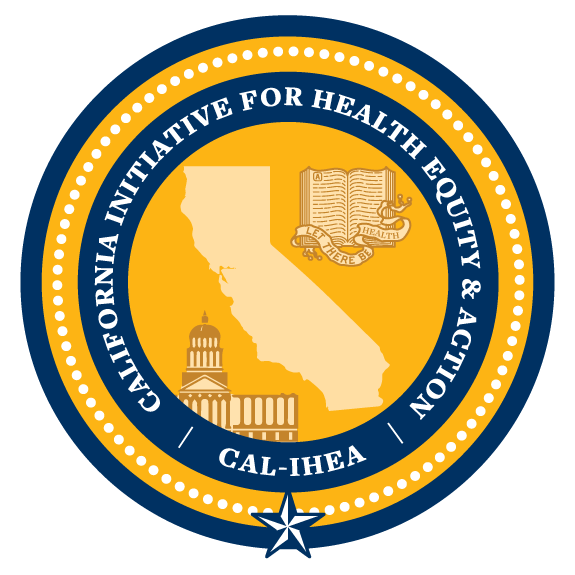 CALIFORNIA INITIATIVE FOR HEALTH EQUITY & ACTION
A
LET THERE BE
HEALTH
| CAL-IHEA |